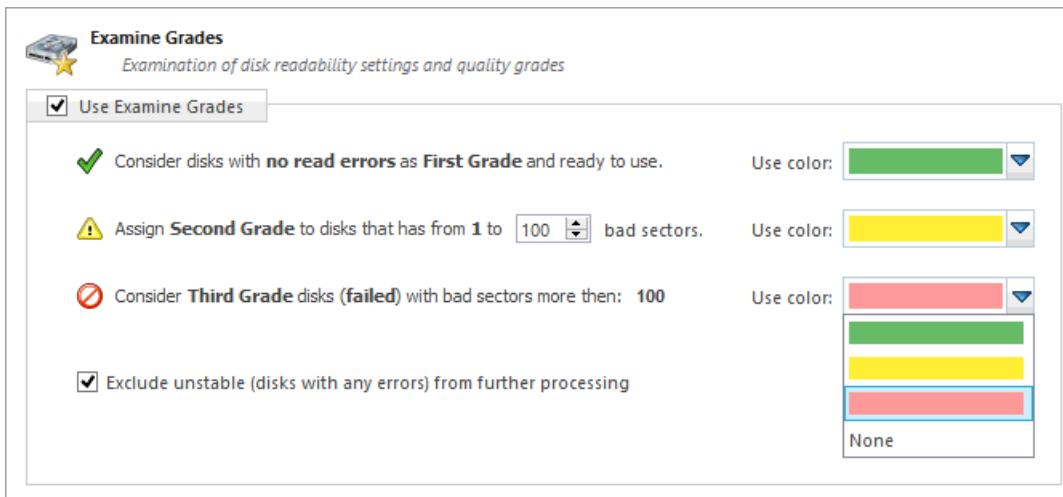 Examine Grades
Examination of disk readability settings and quality grades
Use Examine Grades
Consider disks with no read errors as First Grade and ready to use. Use color:
Assign Second Grade to disks that has from 1 to 100 bad sectors. Use color:
Consider Third Grade disks (failed) with bad sectors more then: 100 Use color:
Exclude unstable (disks with any errors) from further processing
None